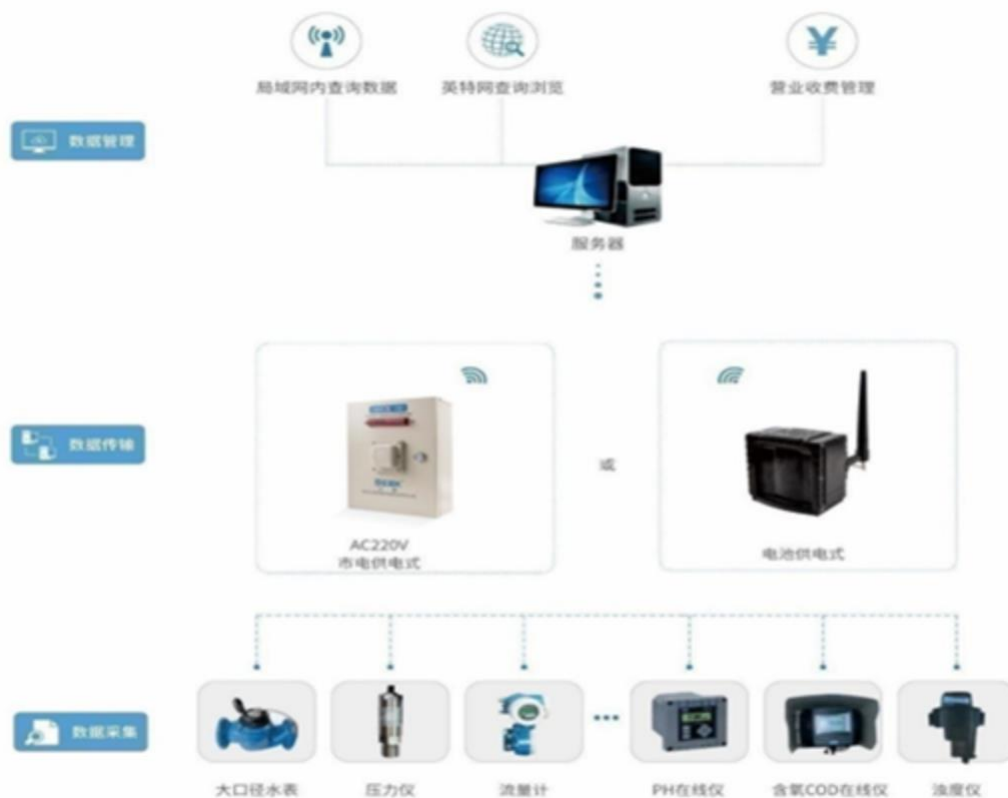 局域网内查询数据
英特网查询浏览
营业收费管理
数据管理
服务器
数据传输
或
AC220V
市电供电式
电池供电式
数据采集
大口径水表
压力仪
流量计
PH在线仪
含氧COD在线仪
浊度仪